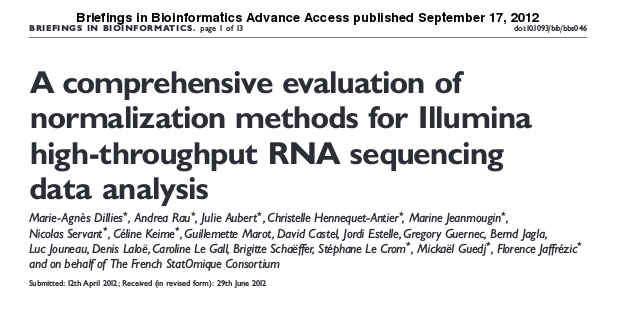 Briefings in Bioinformatics Advance Access published September 17, 2012
BRIEFINGS IN BIOINFORMATICS. page 1 of 13 doi:10.1093/bib/bbs046
A comprehensive evaluation of
normalization methods for Illumina
high-throughput RNA sequencing
data analysis
Marie-Agnès Dillies*, Andrea Rau*, Julie Aubert*, Christelle Hennequet-Antier*, Marine Jeanmougin*,
Nicolas Servant*, Céline Keime*, Guillemette Marot, David Castel, Jordi Estelle, Gregory Guernec, Bernd Jagla,
Luc Jouneau, Denis Laloë, Caroline Le Gall, Brigitte Schaëffer, Stéphane Le Crom*, Mickaël Guedj*, Florence Jaffrézic*
and on behalf of The French StatOmique Consortium
Submitted: 12th April 2012; Received (in revised form): 29th June 2012